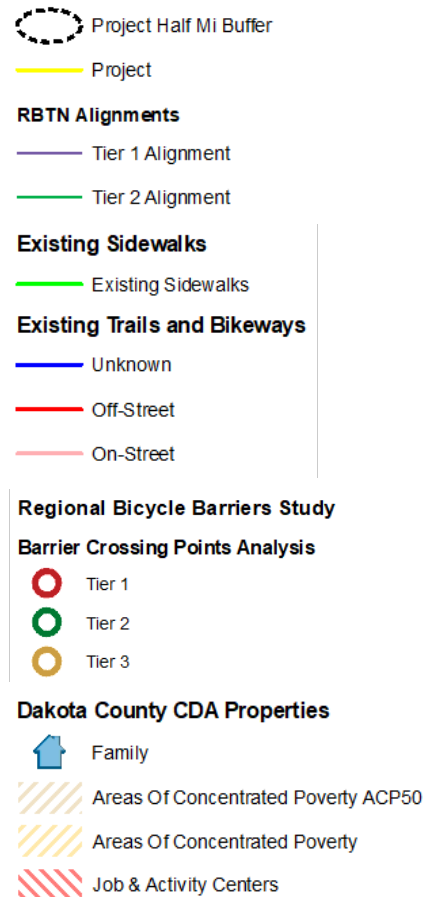 Project Half Mi Buffer
Project
RBTN Alignments
Tier 1 Alignment
Tier 2 Alignment
Existing Sidewalks
Existing Sidewalks
Existing Trails and Bikeways
Unknown
Off-Street
On-Street
Regional Bicycle Barriers Study
Barrier Crossing Points Analysis
Tier 1
Tier 2
Tier 3
Dakota County CDA Properties
Family
Areas Of Concentrated Poverty ACP50
Areas Of Concentrated Poverty
Job & Activity Centers